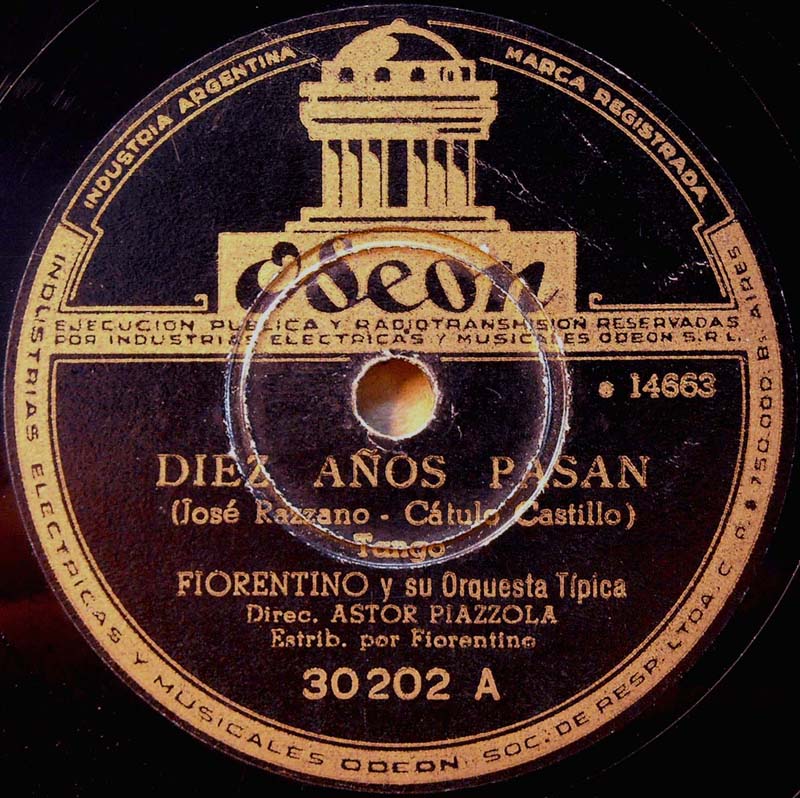 INDUSTRIA ARGENTINA
MARCA REGISTRADA
Odeon
EJECUCION PUBLICA Y RADIOTRANSMISION RESERVADAS
POR INDUSTRIAS ELECTRICAS Y MUSICALES ODEON S.R.L.
e 14663
DIEZ AÑOS PASAN
(José Razzano - Cátulo Castillo)
Tango
FIORENTINO y su Orquesta Típica
Direc. ASTOR PIAZZOLA
Estrib. por Fiorentino
30202 A
INDUSTRIAS ELECTRICAS Y MUSICALES ODEON SOC. DE RESP. LTDA. C. P. $ 750.000 Bs. AIRES